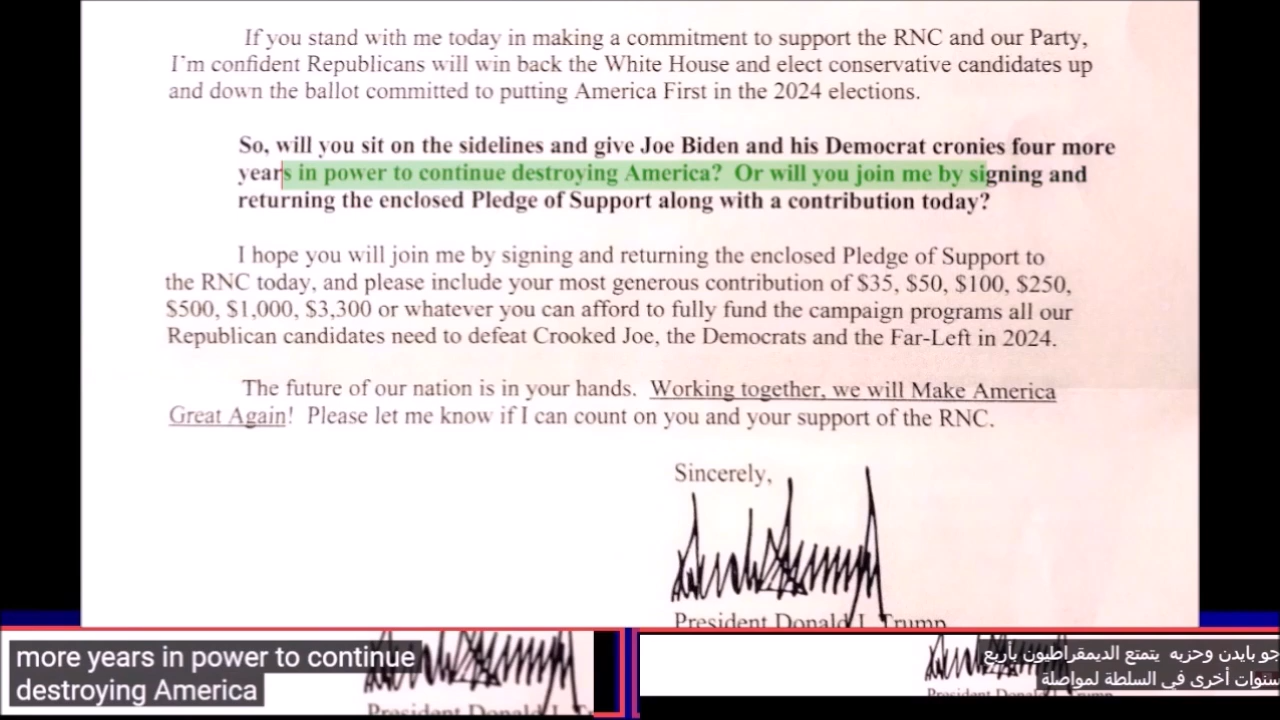 If you stand with me today in making a commitment to support the RNC and our Party,
I'm confident Republicans will win back the White House and elect conservative candidates up
and down the ballot committed to putting America First in the 2024 elections.
So, will you sit on the sidelines and give Joe Biden and his Democrat cronies four more
years in power to continue destroying America? Or will you join me by signing and
returning the enclosed Pledge of Support along with a contribution today?
I hope you will join me by signing and returning the enclosed Pledge of Support to
the RNC today, and please include your most generous contribution of $35, $50, $100, $250,
$500, $1,000, $3,300 or whatever you can afford to fully fund the campaign programs all our
Republican candidates need to defeat Crooked Joe, the Democrats and the Far-Left in 2024.
The future of our nation is in your hands. Working together, we will Make America
Great Again! Please let me know if I can count on you and your support of the RNC.
Sincerely,
President Donald J. Trump
more years in power to continue
destroying America
President Donald J. T
جو بايدن وحزبه يتمتع الديمقراطيون بأربع
سنوات أخرى في السلطة لمواصلة
President Donald J. Trump